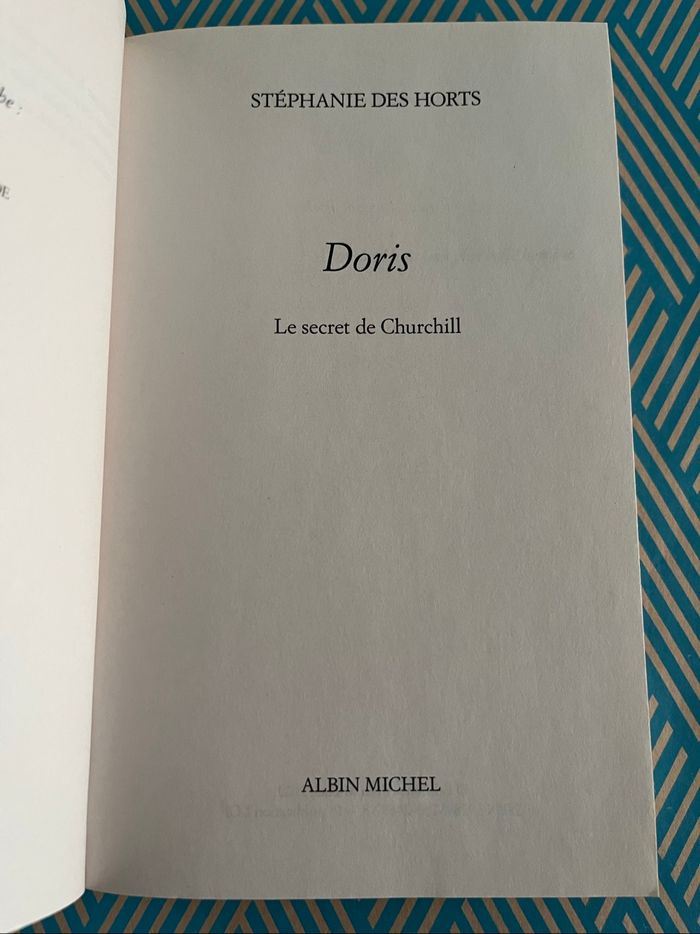 STÉPHANIE DES HORTS
Doris
Le secret de Churchill
ALBIN MICHEL